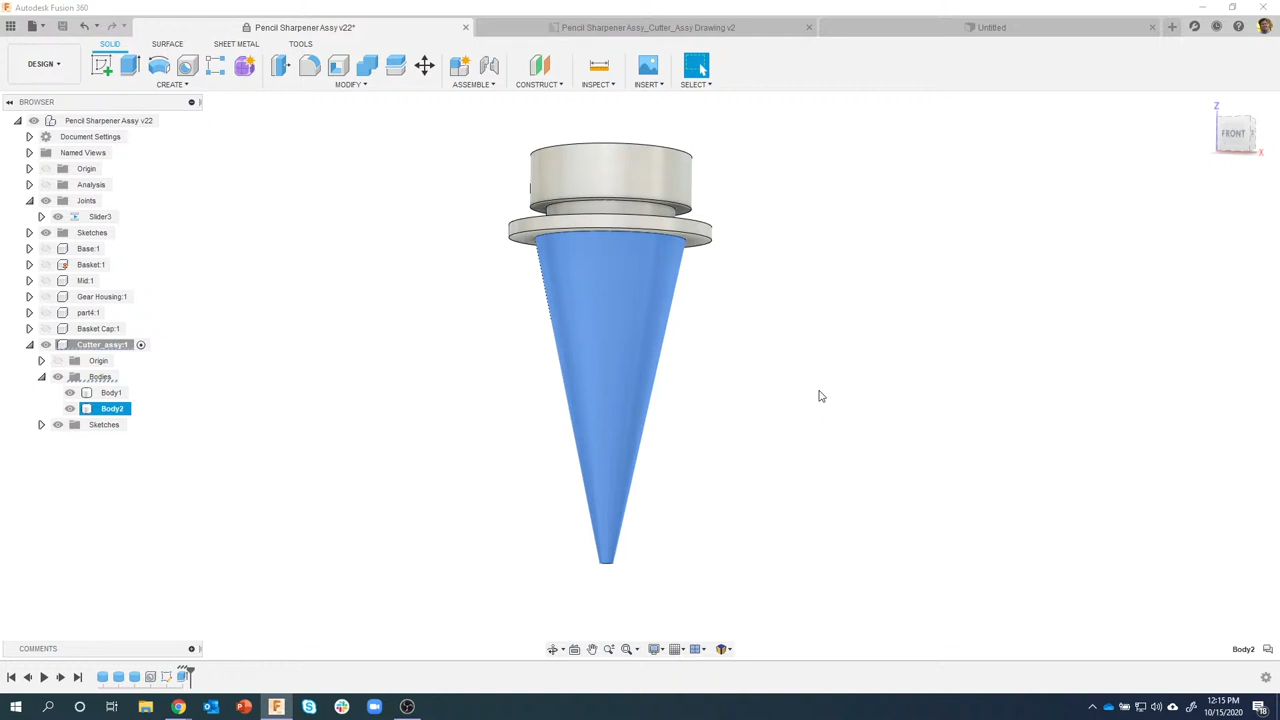 Autodesk Fusion 360
Pencil Sharpener Assy v22*
Pencil Sharpener Assy_Cutter_Assy Drawing v2
Untitled
SOLID
SURFACE
SHEET METAL
TOOLS
DESIGN
CREATE
MODIFY
ASSEMBLE
CONSTRUCT
INSPECT
INSERT
SELECT
BROWSER
Pencil Sharpener Assy v22
Document Settings
Named Views
Origin
Analysis
Joints
Slider3
Sketches
Base:1
Basket:1
Mid:1
Gear Housing:1
part4:1
Basket Cap:1
Cutter_assy:1
Origin
Bodies
Body1
Body2
Sketches
Z
FRONT
X
COMMENTS
Body2
12:15 PM
10/15/2020
18